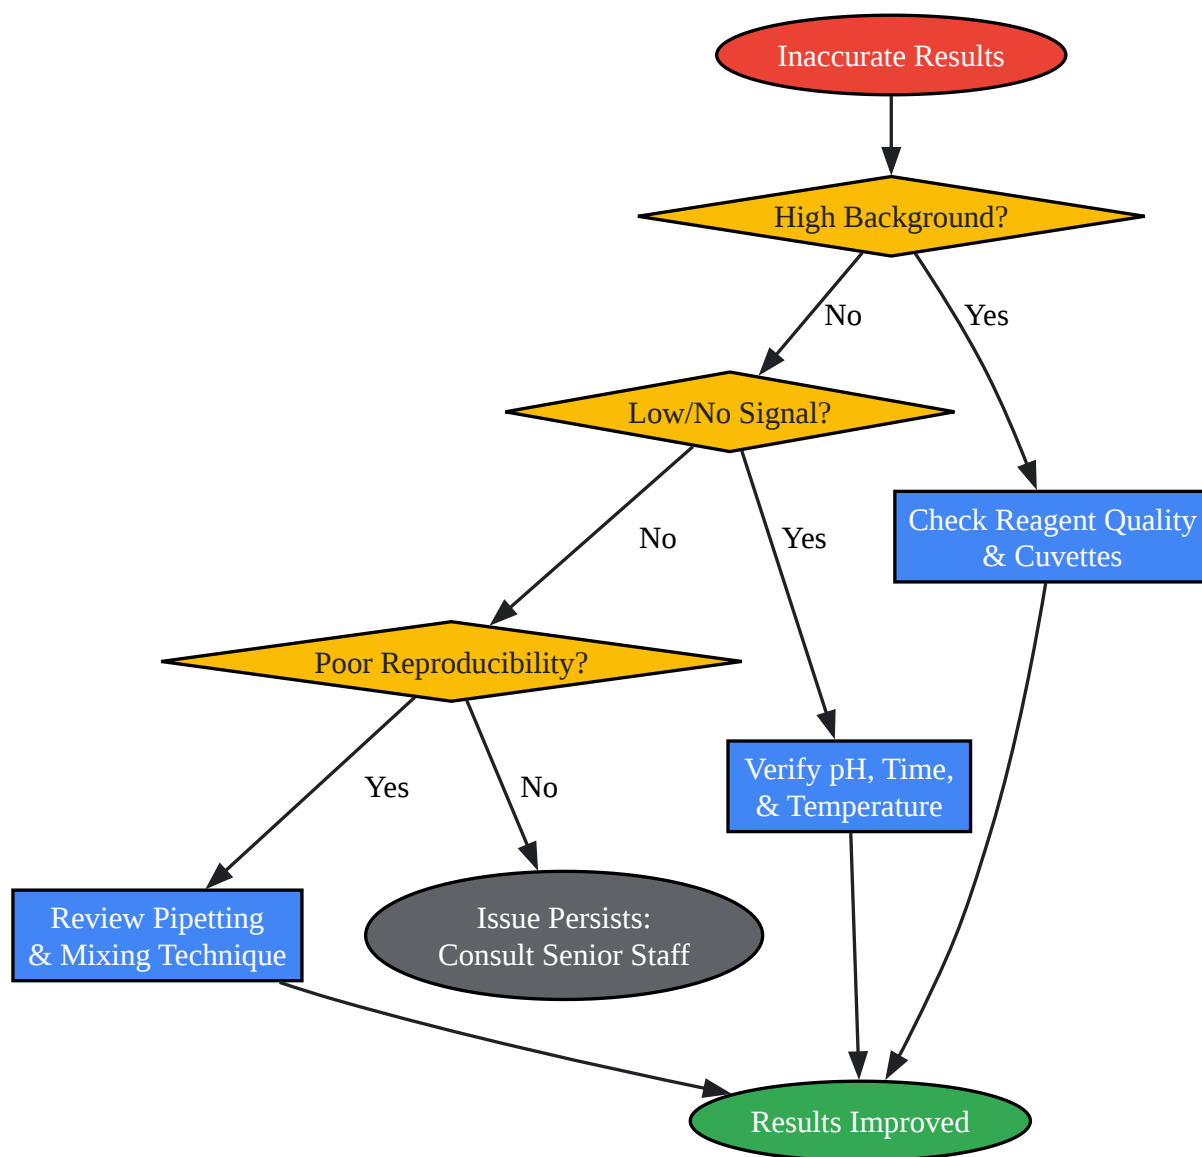 Inaccurate Results
High Background?
No
Yes
Low/No Signal?
Check Reagent Quality
& Cuvettes
No
Yes
Poor Reproducibility?
Verify pH, Time,
& Temperature
Yes
No
Review Pipetting
& Mixing Technique
Issue Persists:
Consult Senior Staff
Results Improved